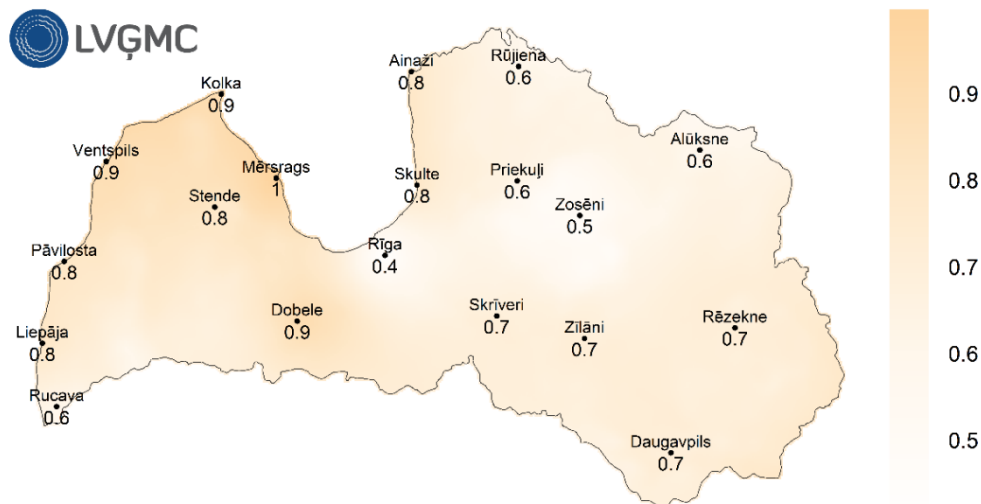 LVĢMC
Ainaži
0.8
Rūjiena
0.6
Kolka
0.9
Alūksne
0.6
Ventspils
0.9
Mērsrags
1
Stende
0.8
Skulte
0.8
Priekuļi
0.6
Zosēni
0.5
Pāvilosta
0.8
Rīga
0.4
Dobele
0.9
Skrīveri
0.7
Zīlāni
0.7
Rēzekne
0.7
Liepāja
0.8
Rucava
0.6
Daugavpils
0.7
0.9
0.8
0.7
0.6
0.5